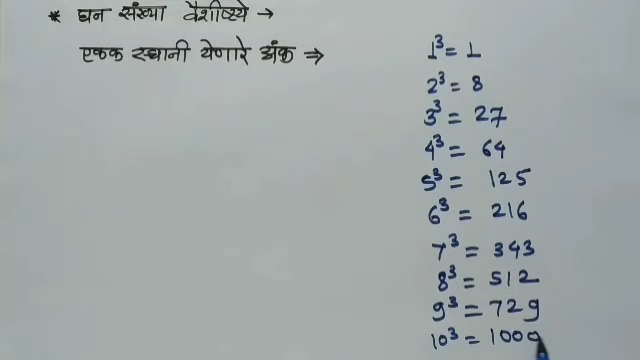 * घन संख्या वैशीष्ट्ये →
एकक स्थानी येणारे अंक ⇒
1³ = 1
2³ = 8
3³ = 27
4³ = 64
5³ = 125
6³ = 216
7³ = 343
8³ = 512
9³ = 729
10³ = 1000